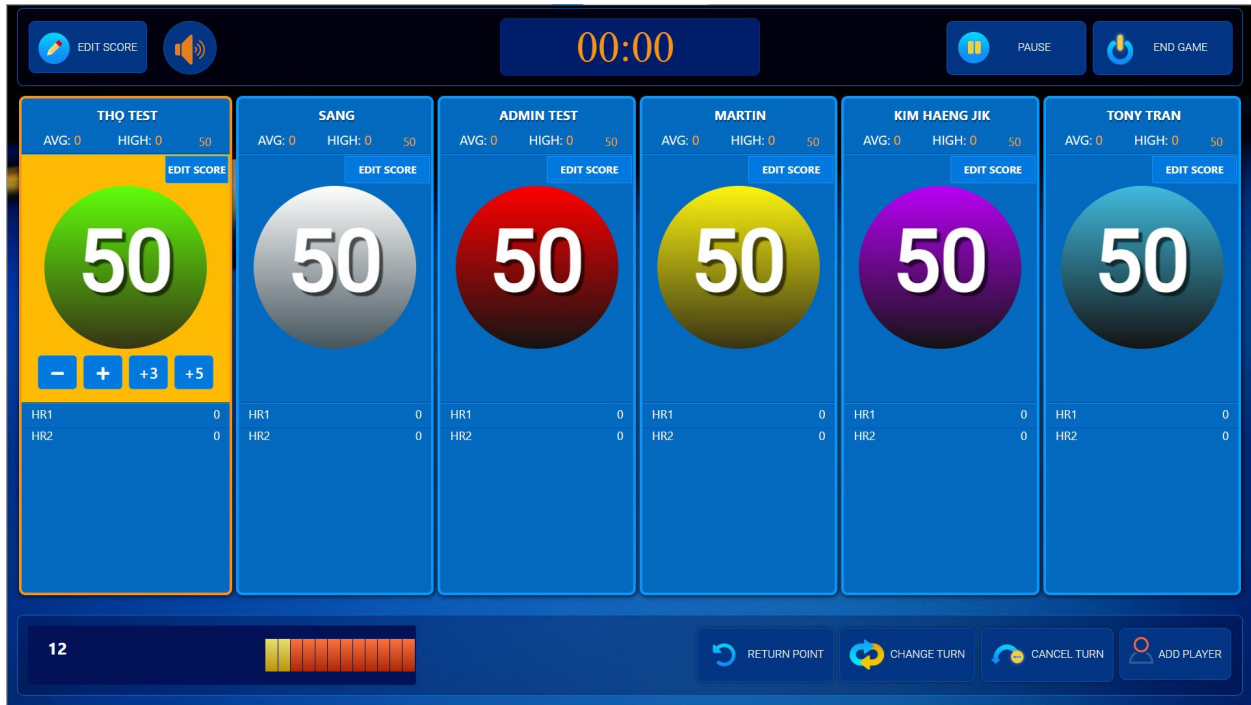 EDIT SCORE
00:00
PAUSE
END GAME
THỌ TEST
AVG: 0 HIGH: 0 50
EDIT SCORE
50
− + +3 +5
HR1 0
HR2 0
SANG
AVG: 0 HIGH: 0 50
EDIT SCORE
50
HR1 0
HR2 0
ADMIN TEST
AVG: 0 HIGH: 0 50
EDIT SCORE
50
HR1 0
HR2 0
MARTIN
AVG: 0 HIGH: 0 50
EDIT SCORE
50
HR1 0
HR2 0
KIM HAENG JIK
AVG: 0 HIGH: 0 50
EDIT SCORE
50
HR1 0
HR2 0
TONY TRAN
AVG: 0 HIGH: 0 50
EDIT SCORE
50
HR1 0
HR2 0
12
RETURN POINT
CHANGE TURN
CANCEL TURN
ADD PLAYER